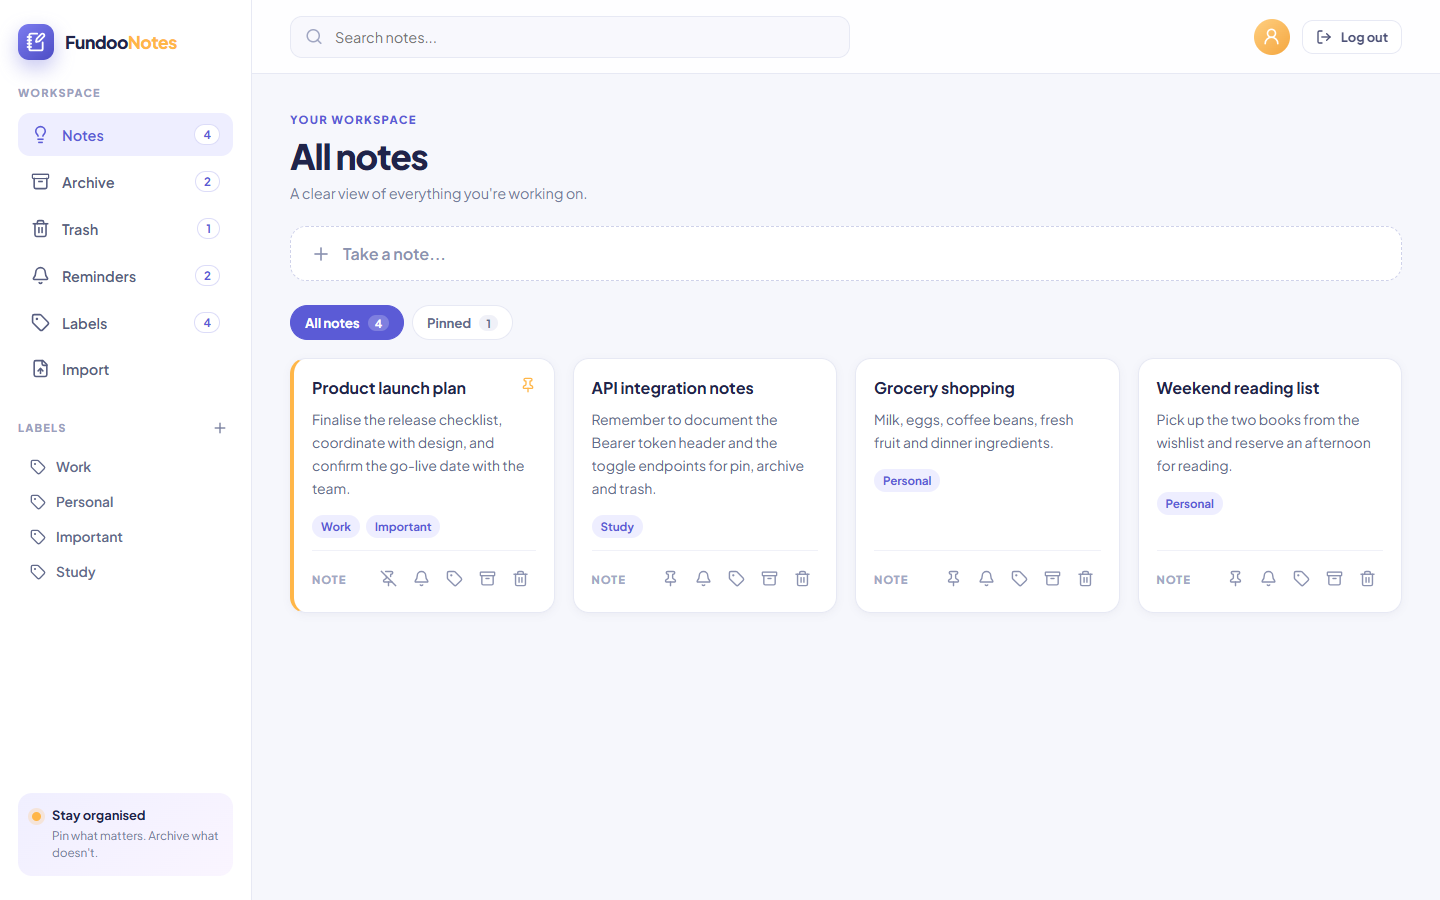 FundooNotes
WORKSPACE
Notes 4
Archive 2
Trash 1
Reminders 2
Labels 4
Import
LABELS
Work
Personal
Important
Study
Stay organised
Pin what matters. Archive what
doesn't.
Search notes...
Log out
YOUR WORKSPACE
All notes
A clear view of everything you're working on.
Take a note...
All notes 4
Pinned 1
Product launch plan
Finalise the release checklist,
coordinate with design, and
confirm the go-live date with the
team.
Work Important
NOTE
API integration notes
Remember to document the
Bearer token header and the
toggle endpoints for pin, archive
and trash.
Study
NOTE
Grocery shopping
Milk, eggs, coffee beans, fresh
fruit and dinner ingredients.
Personal
NOTE
Weekend reading list
Pick up the two books from the
wishlist and reserve an afternoon
for reading.
Personal
NOTE